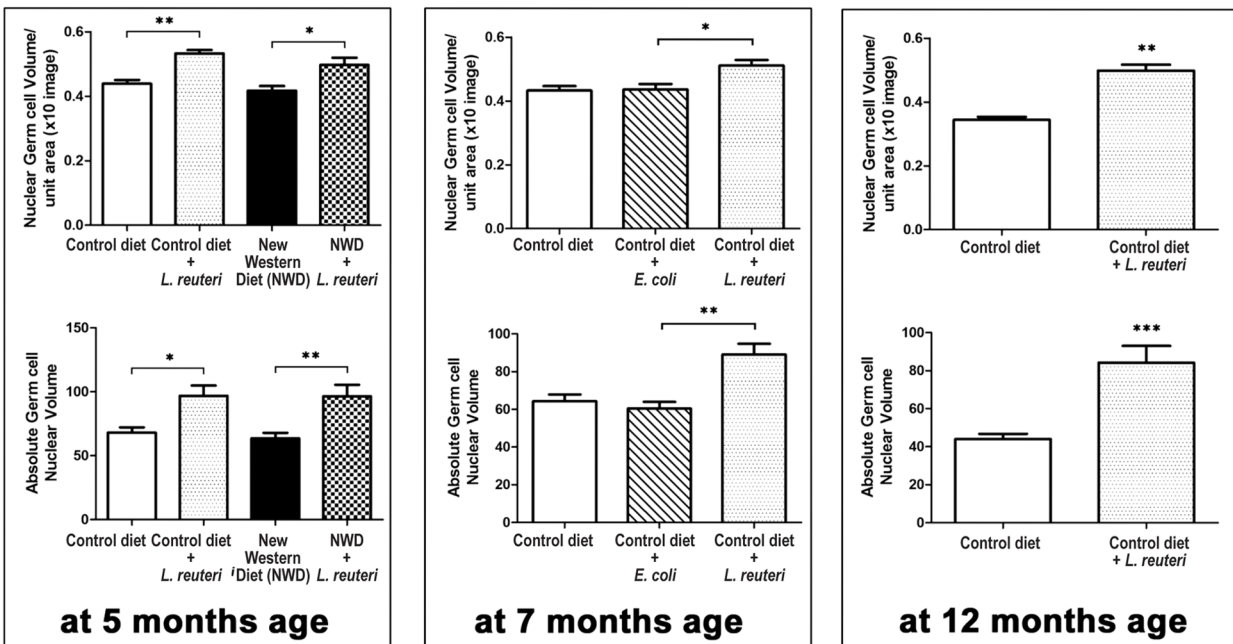 Nuclear Germ cell Volume/
unit area (x10 image)
0.6
0.4
0.2
0.0
**
*
Control diet
Control diet
+
L. reuteri
New
Western
Diet (NWD)
NWD
+
L. reuteri
Absolute Germ cell
Nuclear Volume
150
100
50
0
*
**
Control diet
Control diet
+
L. reuteri
New
Western
i Diet (NWD)
NWD
+
L. reuteri
at 5 months age
Nuclear Germ cell Volume/
unit area (x10 image)
0.6
0.4
0.2
0.0
*
Control diet
Control diet
+
E. coli
Control diet
+
L. reuteri
Absolute Germ cell
Nuclear Volume
100
80
60
40
20
0
**
Control diet
Control diet
+
E. coli
Control diet
+
L. reuteri
at 7 months age
Nuclear Germ cell Volume/
unit area (x10 image)
0.6
0.4
0.2
0.0
**
Control diet
Control diet
+ L. reuteri
Absolute Germ cell
Nuclear Volume
100
80
60
40
20
0
***
Control diet
Control diet
+ L. reuteri
at 12 months age